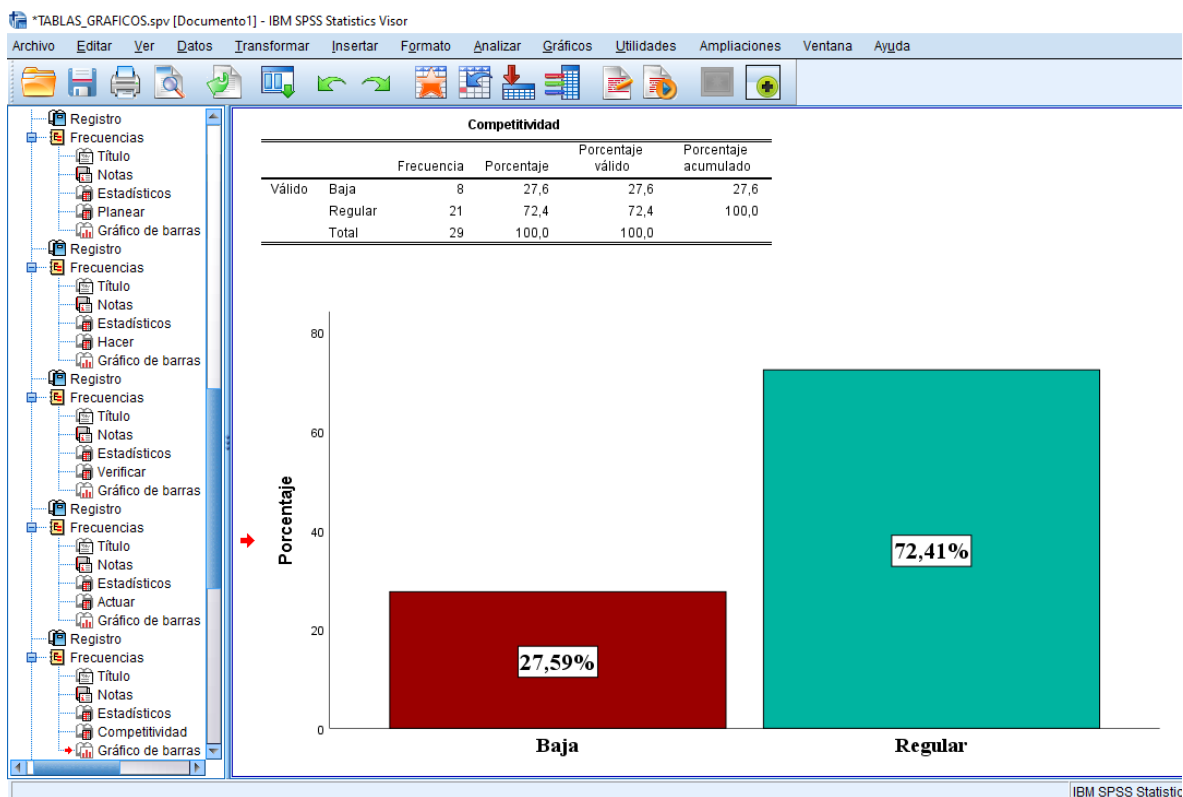 *TABLAS_GRAFICOS.spv [Documento1] - IBM SPSS Statistics Visor
Archivo Editar Ver Datos Transformar Insertar Formato Analizar Gráficos Utilidades Ampliaciones Ventana Ayuda
Registro
Frecuencias
Título
Notas
Estadísticos
Planear
Gráfico de barras
Registro
Frecuencias
Título
Notas
Estadísticos
Hacer
Gráfico de barras
Registro
Frecuencias
Título
Notas
Estadísticos
Verificar
Gráfico de barras
Registro
Frecuencias
Título
Notas
Estadísticos
Actuar
Gráfico de barras
Registro
Frecuencias
Título
Notas
Estadísticos
Competitividad
Gráfico de barras
Competitividad
Frecuencia Porcentaje Porcentaje válido Porcentaje acumulado
Válido Baja 8 27,6 27,6 27,6
Regular 21 72,4 72,4 100,0
Total 29 100,0 100,0
Porcentaje
80
60
40
20
0
72,41%
27,59%
Baja Regular
IBM SPSS Statistic